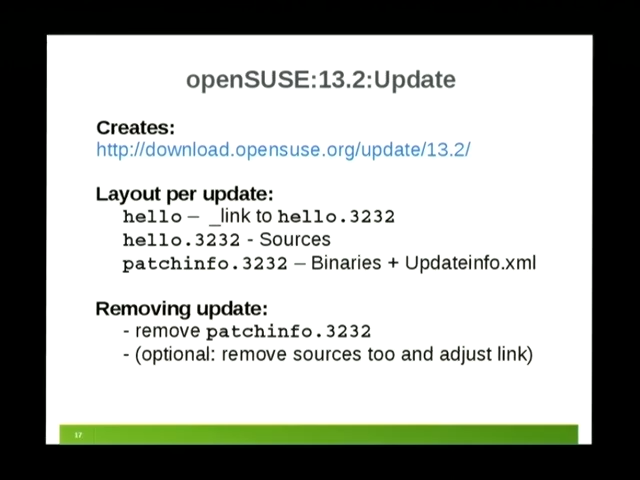 openSUSE:13.2:Update
Creates:
http://download.opensuse.org/update/13.2/
Layout per update:
hello – _link to hello.3232
hello.3232 - Sources
patchinfo.3232 – Binaries + Updateinfo.xml
Removing update:
- remove patchinfo.3232
- (optional: remove sources too and adjust link)
17